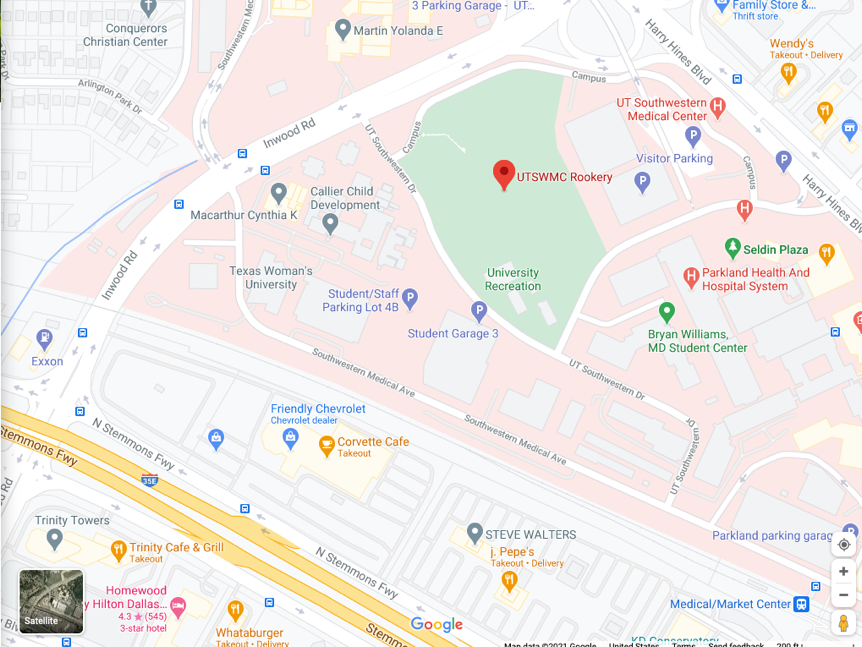 3 Parking Garage - UT...
Family Store &...
Thrift store
Conquerors
Christian Center
Southwestern Med
Martin Yolanda E
Harry Hines Blvd
Wendy's
Takeout • Delivery
Campus
Arlington Park Dr
UT Southwestern
Medical Center
Inwood Rd
UT Southwestern Dr
Campus
Visitor Parking
Campus
UTSWMC Rookery
Callier Child
Development
Macarthur Cynthia K
Harry Hines Blv
Seldin Plaza
Inwood Rd
Texas Woman's
University
University
Recreation
Parkland Health And
Hospital System
Student/Staff
Parking Lot 4B
Student Garage 3
Bryan Williams,
MD Student Center
Exxon
Southwestern Medical Ave
UT Southwestern Dr
Friendly Chevrolet
Chevrolet dealer
Southwestern Medical Ave
UT Southwestern Dr
N Stemmons Fwy
Stemmons Fwy
Corvette Cafe
Takeout
35E
Trinity Towers
STEVE WALTERS
Parkland parking garag
Trinity Cafe & Grill
Takeout
N Stemmons Fwy
j. Pepe's
Takeout • Delivery
Homewood
y Hilton Dallas...
4.3 ★ (545)
3-star hotel
Satellite
Medical/Market Center
Whataburger
Takeout • Delivery
Google
Stemm
KD Conservatory
Map data ©2021 Google United States Terms Send feedback 200 ft